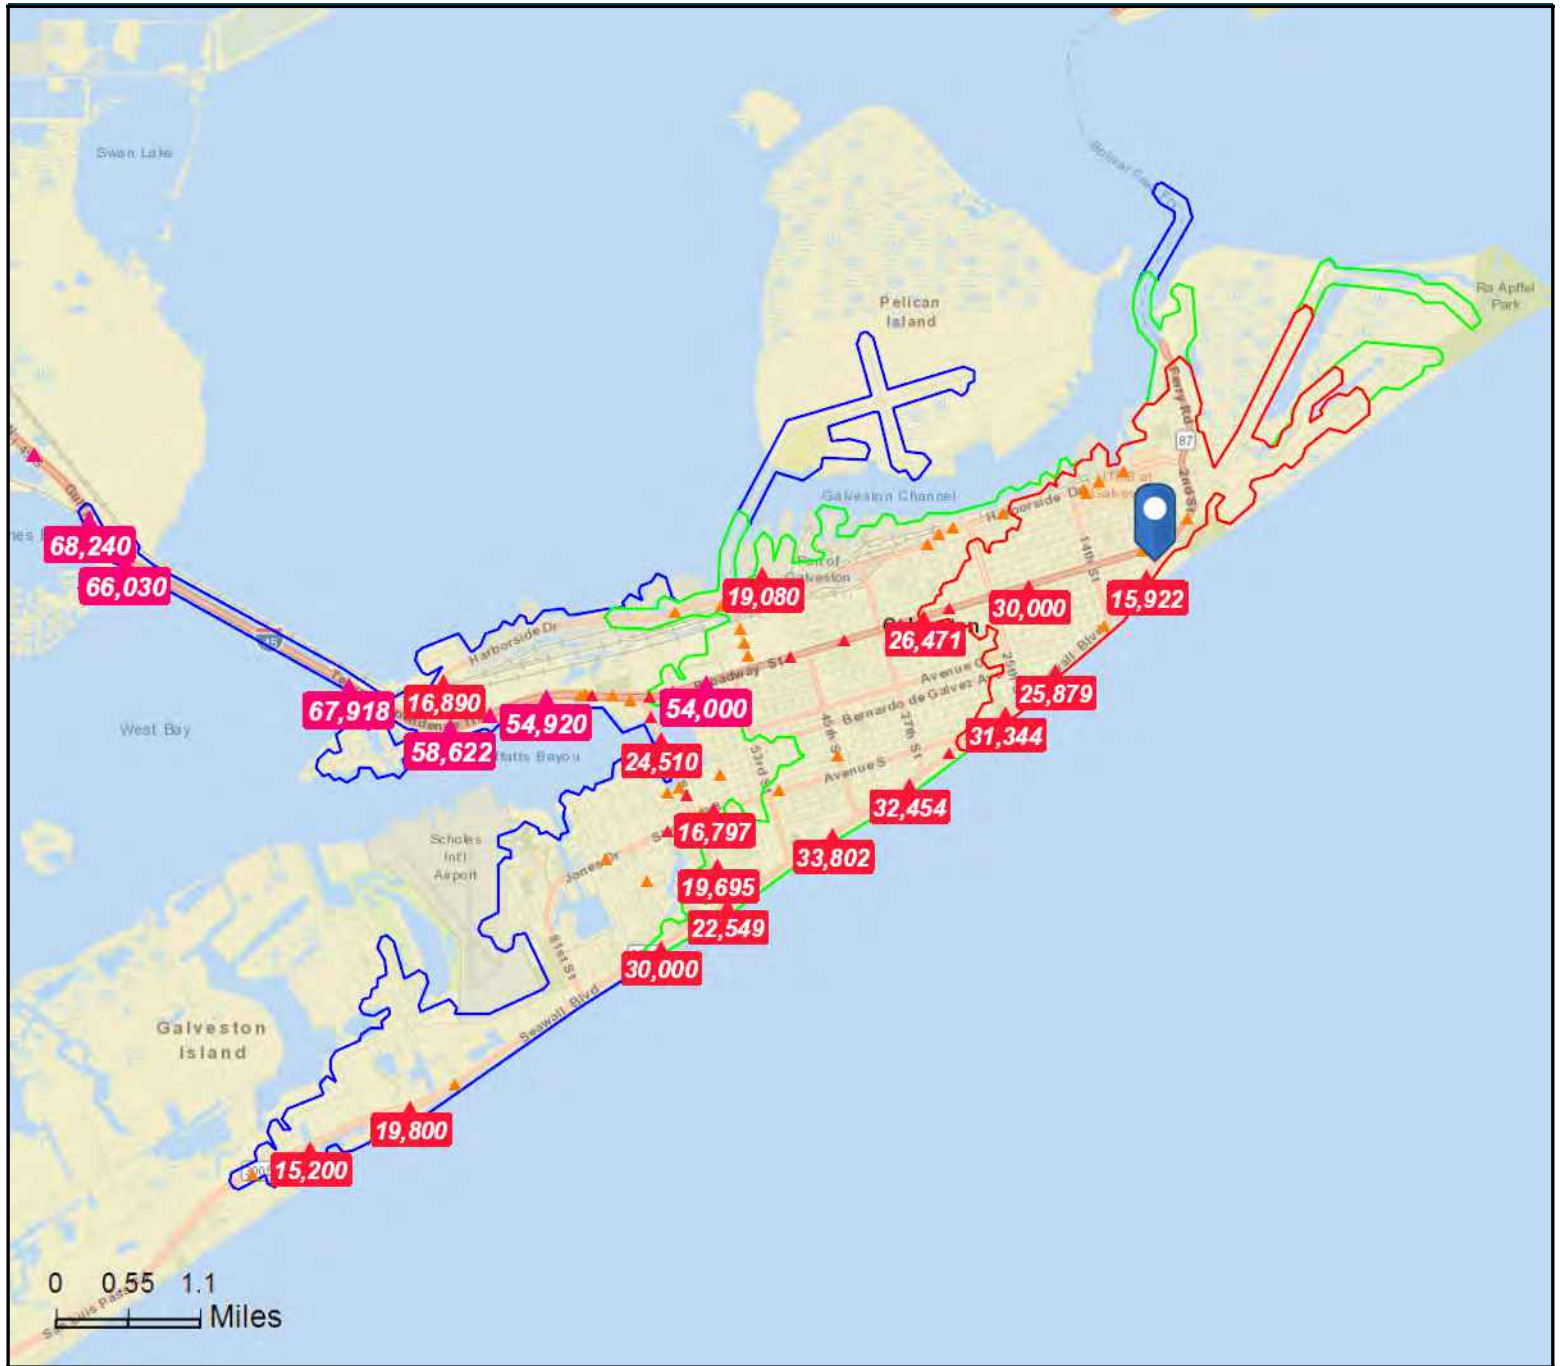 Swan Lake
Bolivar
Pelican
Island
Ra Apffel
Park
Ferry Rd
87
2nd St
Galveston Channel
Harborside D
14th St
68,240
66,030
Port of
Galveston
19,080
30,000
15,922
26,471
45
Harborside Dr
Broadway St
Avenue O
Bernardo de Galvez Av
25th
25,879
67,918
16,890
54,920
54,000
58,622
West Bay
ffatts Bayou
24,510
53rd St
45th St
37th St
31,344
Avenue S
32,454
Scholes
Int'l
Airport
16,797
33,802
Jones Dr
19,695
22,549
30,000
81st St
Seawall Blvd
Galveston
Island
19,800
15,200
0 0.55 1.1
Miles